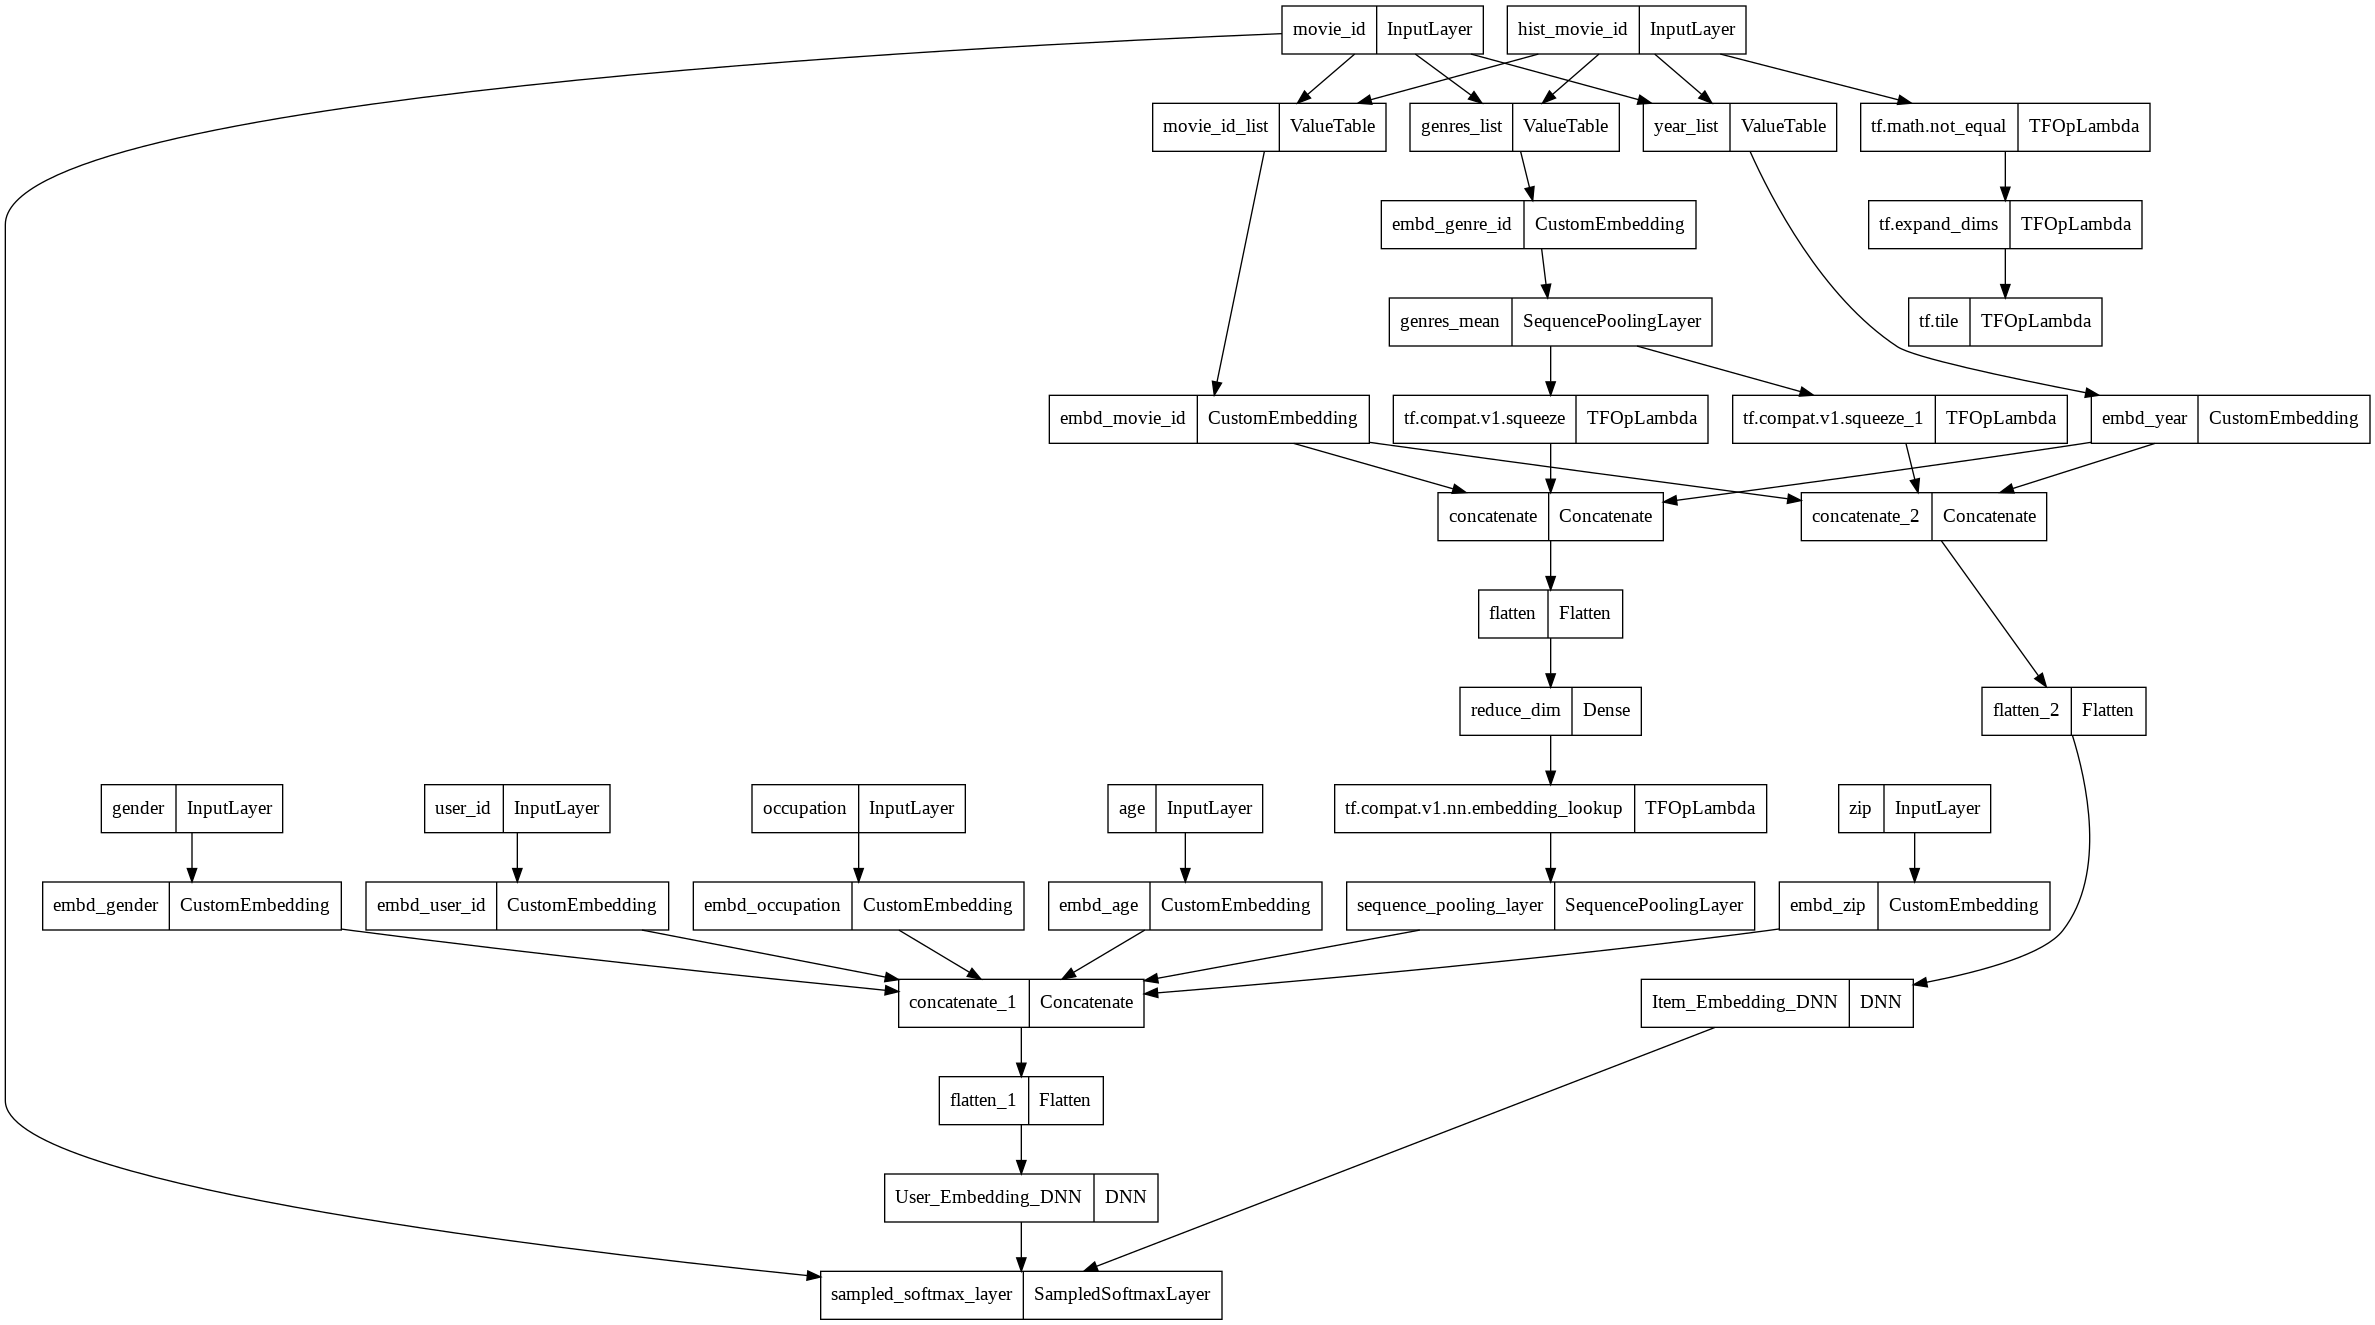 movie_id InputLayer
hist_movie_id InputLayer
movie_id_list ValueTable
genres_list ValueTable
year_list ValueTable
tf.math.not_equal TFOpLambda
embd_genre_id CustomEmbedding
tf.expand_dims TFOpLambda
genres_mean SequencePoolingLayer
tf.tile TFOpLambda
embd_movie_id CustomEmbedding
tf.compat.v1.squeeze TFOpLambda
tf.compat.v1.squeeze_1 TFOpLambda
embd_year CustomEmbedding
concatenate Concatenate
concatenate_2 Concatenate
flatten Flatten
reduce_dim Dense
flatten_2 Flatten
gender InputLayer
user_id InputLayer
occupation InputLayer
age InputLayer
tf.compat.v1.nn.embedding_lookup TFOpLambda
zip InputLayer
embd_gender CustomEmbedding
embd_user_id CustomEmbedding
embd_occupation CustomEmbedding
embd_age CustomEmbedding
sequence_pooling_layer SequencePoolingLayer
embd_zip CustomEmbedding
concatenate_1 Concatenate
Item_Embedding_DNN DNN
flatten_1 Flatten
User_Embedding_DNN DNN
sampled_softmax_layer SampledSoftmaxLayer